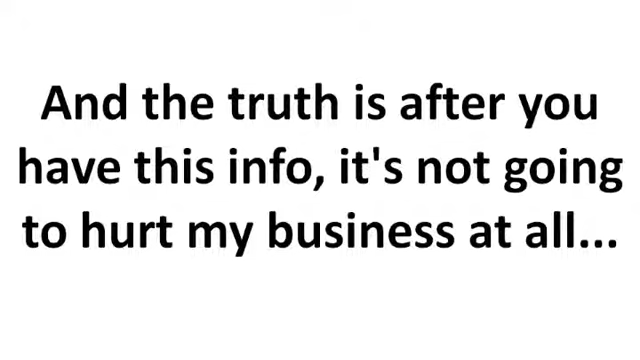 And the truth is after you
have this info, it's not going
to hurt my business at all...